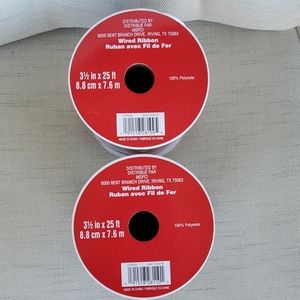 DISTRIBUTED BY
DISTRIBUÉ PAR
MSPCI
8000 BENT BRANCH DRIVE, IRVING, TX 75063
Wired Ribbon
Ruban avec Fil de Fer
3½ in x 25 ft
8.8 cm x 7.6 m
100% Polyester
MADE IN CHINA / FABRIQUÉ EN CHINE
DISTRIBUTED BY
DISTRIBUÉ PAR
MSPCI
8000 BENT BRANCH DRIVE, IRVING, TX 75063
Wired Ribbon
Ruban avec Fil de Fer
3½ in x 25 ft
8.8 cm x 7.6 m
100% Polyester
MADE IN CHINA / FABRIQUÉ EN CHINE